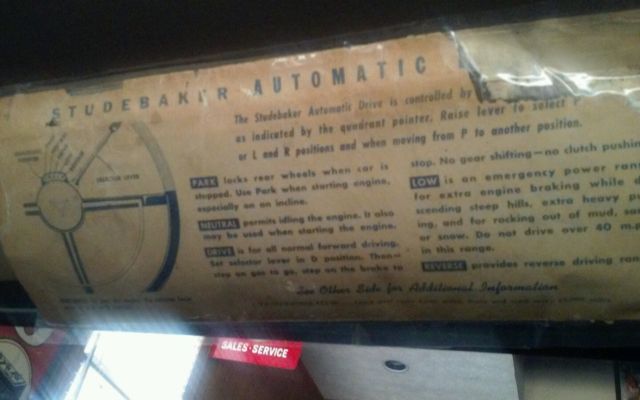 STUDEBAKER AUTOMATIC
The Studebaker Automatic Drive is controlled by
as indicated by the quadrant pointer. Raise lever to select
or L and R positions and when moving from P to another position.
SELECTOR LEVER
PARK locks rear wheels when car is
stopped. Use Park when starting engine,
especially on an incline.
NEUTRAL permits idling the engine. It also
may be used when starting the engine.
DRIVE is for all normal forward driving.
Set selector lever in D position. Then—
step on gas to go, step on the brake to
stop. No gear shifting—no clutch pushin
LOW is an emergency power ran
for extra engine braking while d
scending steep hills, extra heavy pu
ing, and for rocking out of mud, sa
or snow. Do not drive over 40 m.p
in this range.
REVERSE provides reverse driving ran
See Other Side for Additional Information
SALES·SERVICE